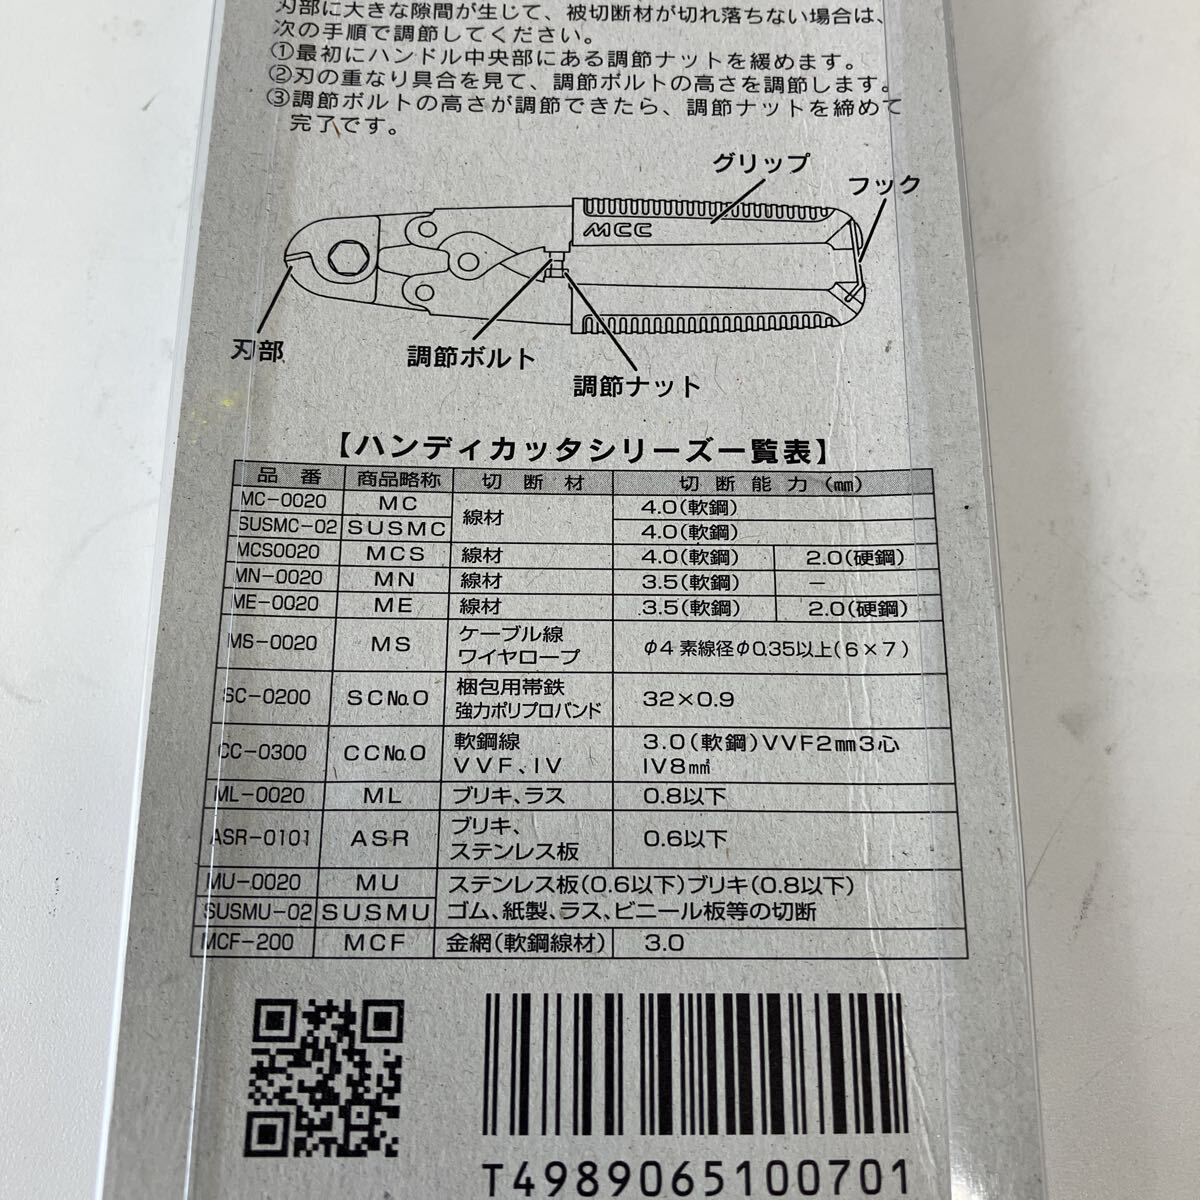 刃部に大きな隙間が生じて、被切断材が切れ落ちない場合は、
次の手順で調節してください。
①最初にハンドル中央部にある調節ナットを緩めます。
②刃の重なり具合を見て、調節ボルトの高さを調節します。
③調節ボルトの高さが調節できたら、調節ナットを締めて
完了です。
グリップ
フック
MCC
刃部
調節ボルト
調節ナット
【ハンディカッタシリーズ一覧表】
品番 商品略称 切断材 切断能力(㎜)
MC-0020 MC 線材 4.0(軟鋼)
SUSMC-02 SUSMC 4.0(軟鋼)
MCS0020 MCS 線材 4.0(軟鋼) 2.0(硬鋼)
MN-0020 MN 線材 3.5(軟鋼) −
ME-0020 ME 線材 3.5(軟鋼) 2.0(硬鋼)
MS-0020 MS ケーブル線
ワイヤロープ φ4 素線径φ0.35以上(6×7)
SC-0200 SC№0 梱包用帯鉄
強力ポリプロバンド 32×0.9
CC-0300 CC№0 軟鋼線
VVF、IV 3.0(軟鋼)VVF2㎜3心
IV8㎟
ML-0020 ML ブリキ、ラス 0.8以下
ASR-0101 ASR ブリキ、
ステンレス板 0.6以下
MU-0020 MU ステンレス板(0.6以下)ブリキ(0.8以下)
SUSMU-02 SUSMU ゴム、紙製、ラス、ビニール板等の切断
MCF-200 MCF 金網(軟鋼線材) 3.0
T4989065100701